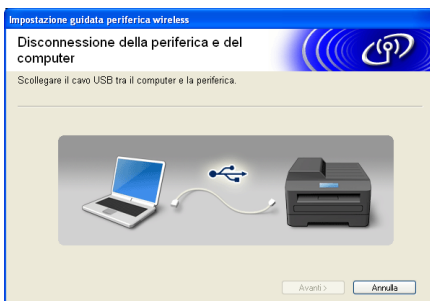 Impostazione guidata periferica wireless
Disconnessione della periferica e del
computer
Scollegare il cavo USB tra il computer e la periferica.
Avanti >
Annulla